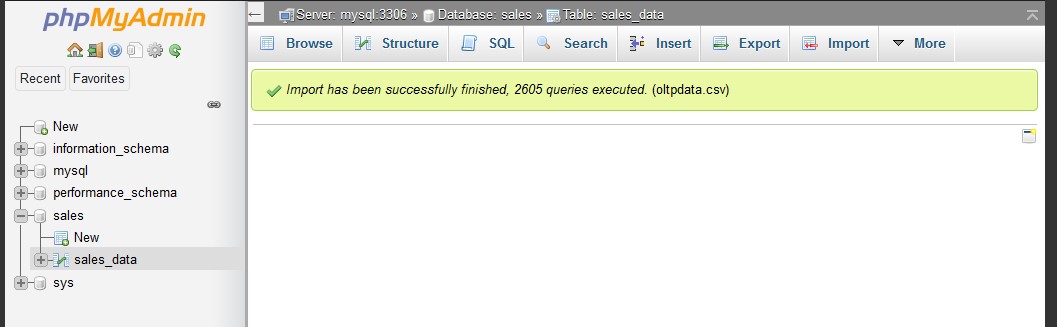 phpMyAdmin
Recent Favorites
New
information_schema
mysql
performance_schema
sales
New
sales_data
sys
Server: mysql:3306 » Database: sales » Table: sales_data
Browse Structure SQL Search Insert Export Import More
Import has been successfully finished, 2605 queries executed. (oltpdata.csv)